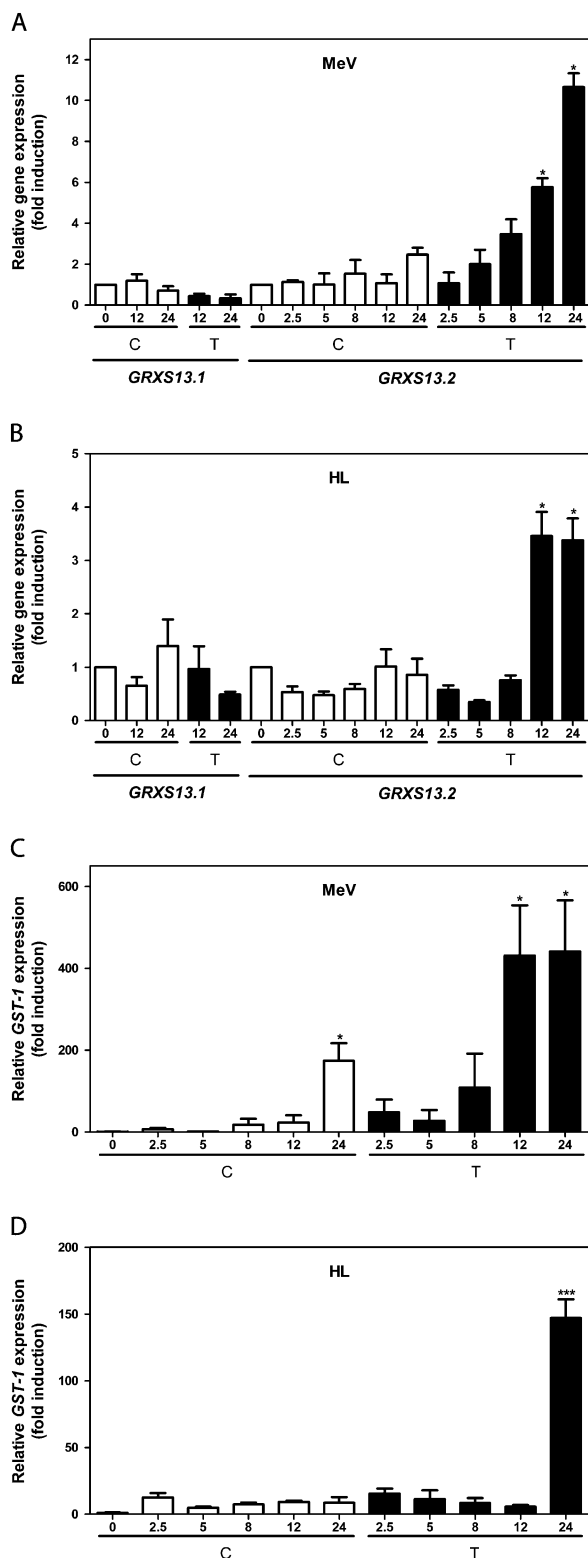 A
MeV
Relative gene expression
(fold induction)
12
10
8
6
4
2
0
*
*
0 12 24 12 24 0 2.5 5 8 12 24 2.5 5 8 12 24
C T C T
GRXS13.1 GRXS13.2
B
HL
Relative gene expression
(fold induction)
5
4
3
2
1
0
* *
0 12 24 12 24 0 2.5 5 8 12 24 2.5 5 8 12 24
C T C T
GRXS13.1 GRXS13.2
C
MeV
Relative GST-1 expression
(fold induction)
600
400
200
0
* *
*
0 2.5 5 8 12 24 2.5 5 8 12 24
C T
D
HL
Relative GST-1 expression
(fold induction)
200
150
100
50
0
***
0 2.5 5 8 12 24 2.5 5 8 12 24
C T